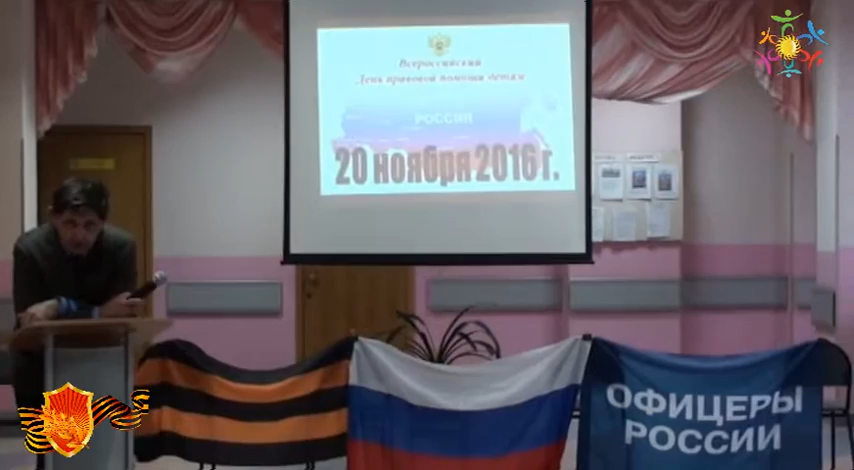 Всероссийский
День правовой помощи детям
РОССИЯ
20 ноября 2016 г.
ОФИЦЕРЫ
РОССИИ